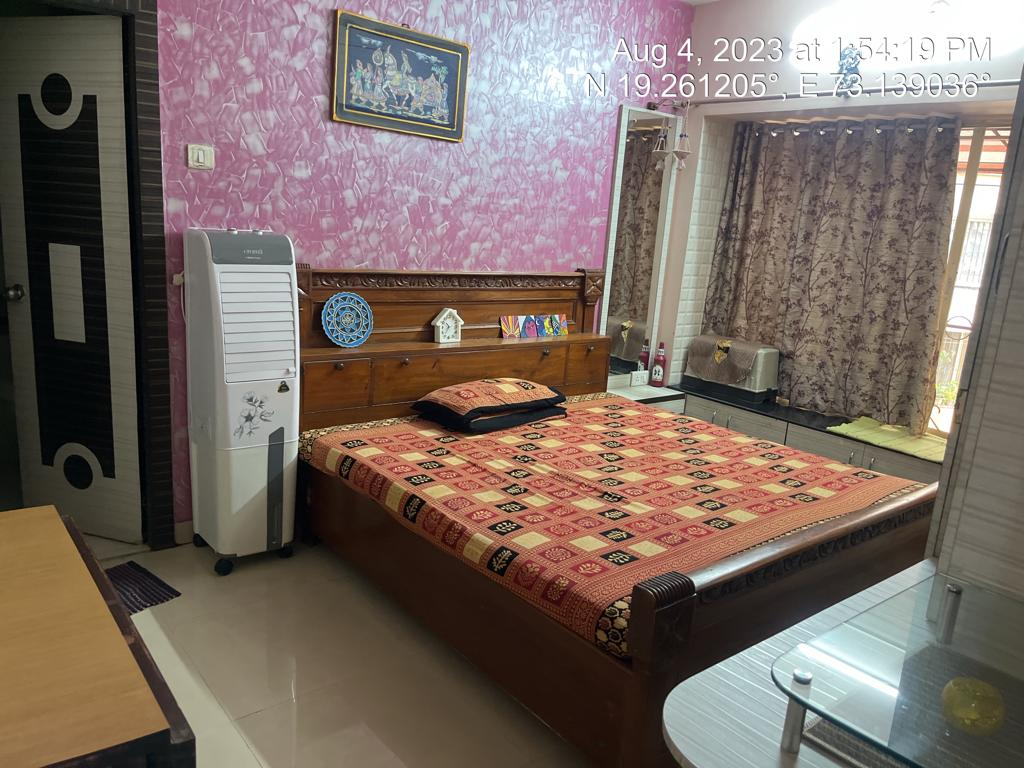 Aug 4, 2023 at 1:54:19 PM
N 19.261205°, E 73.139036°